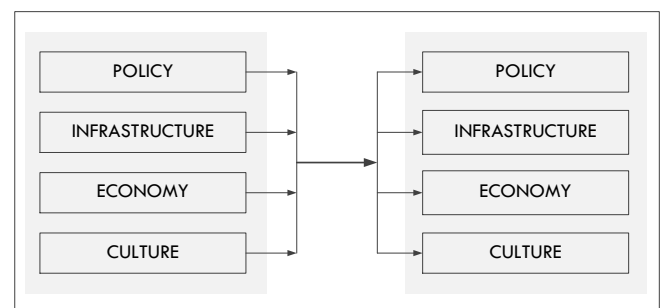 POLICY
INFRASTRUCTURE
ECONOMY
CULTURE
POLICY
INFRASTRUCTURE
ECONOMY
CULTURE